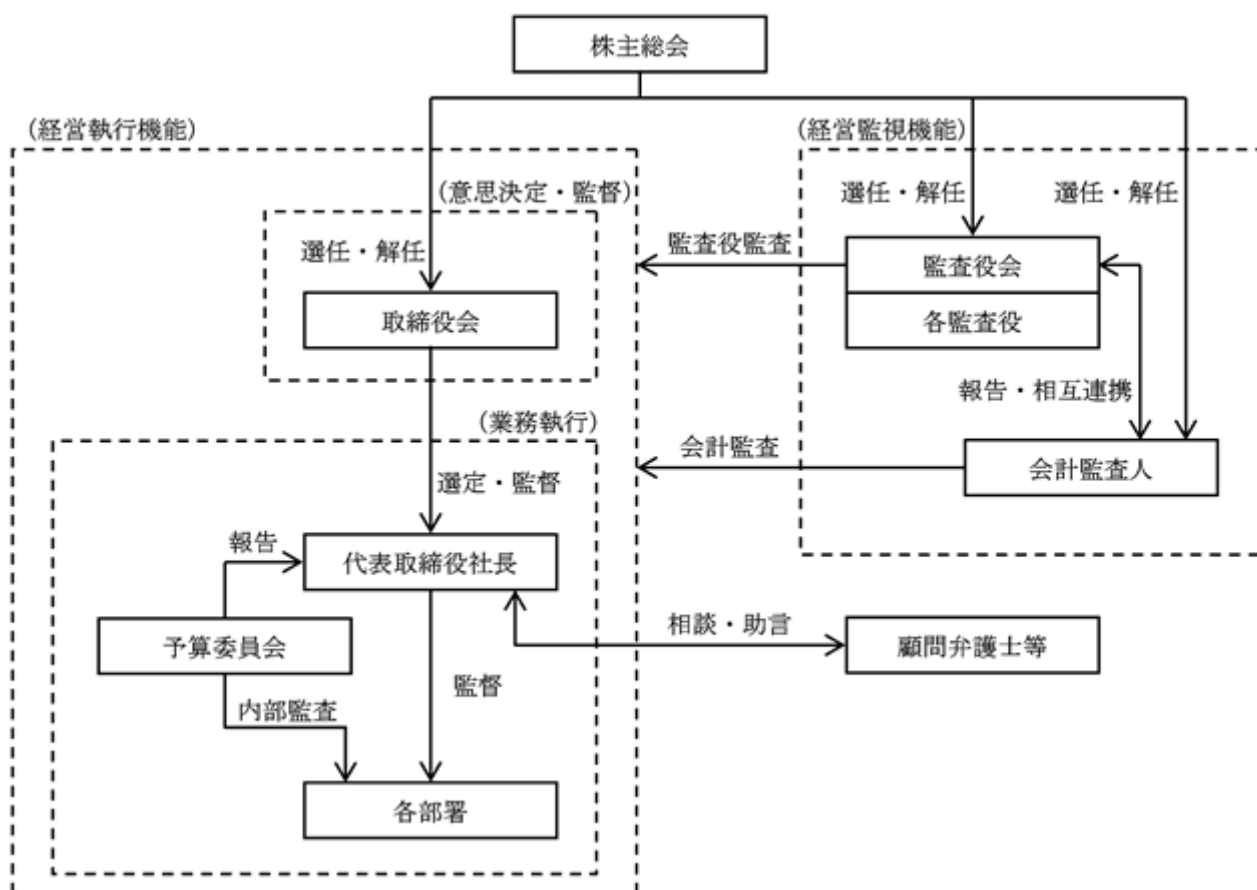 株主総会
(経営執行機能)
(経営監視機能)
(意思決定・監督)
選任・解任
選任・解任
選任・解任
監査役監査
監査役会
取締役会
各監査役
報告・相互連携
(業務執行)
会計監査
会計監査人
選定・監督
報告
代表取締役社長
相談・助言
顧問弁護士等
予算委員会
監督
内部監査
各部署